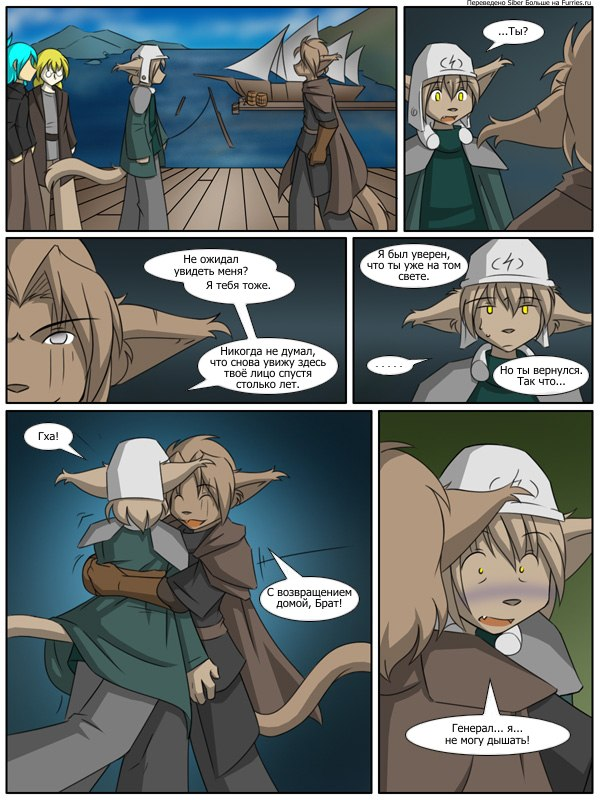 Переведено Siber Больше на Furries.ru
...Ты?
Не ожидал
увидеть меня?
Я тебя тоже.
Никогда не думал,
что снова увижу здесь
твоё лицо спустя
столько лет.
Я был уверен,
что ты уже на том
свете.
. . . . .
Но ты вернулся.
Так что...
Гха!
С возвращением
домой, Брат!
Генерал... я...
не могу дышать!